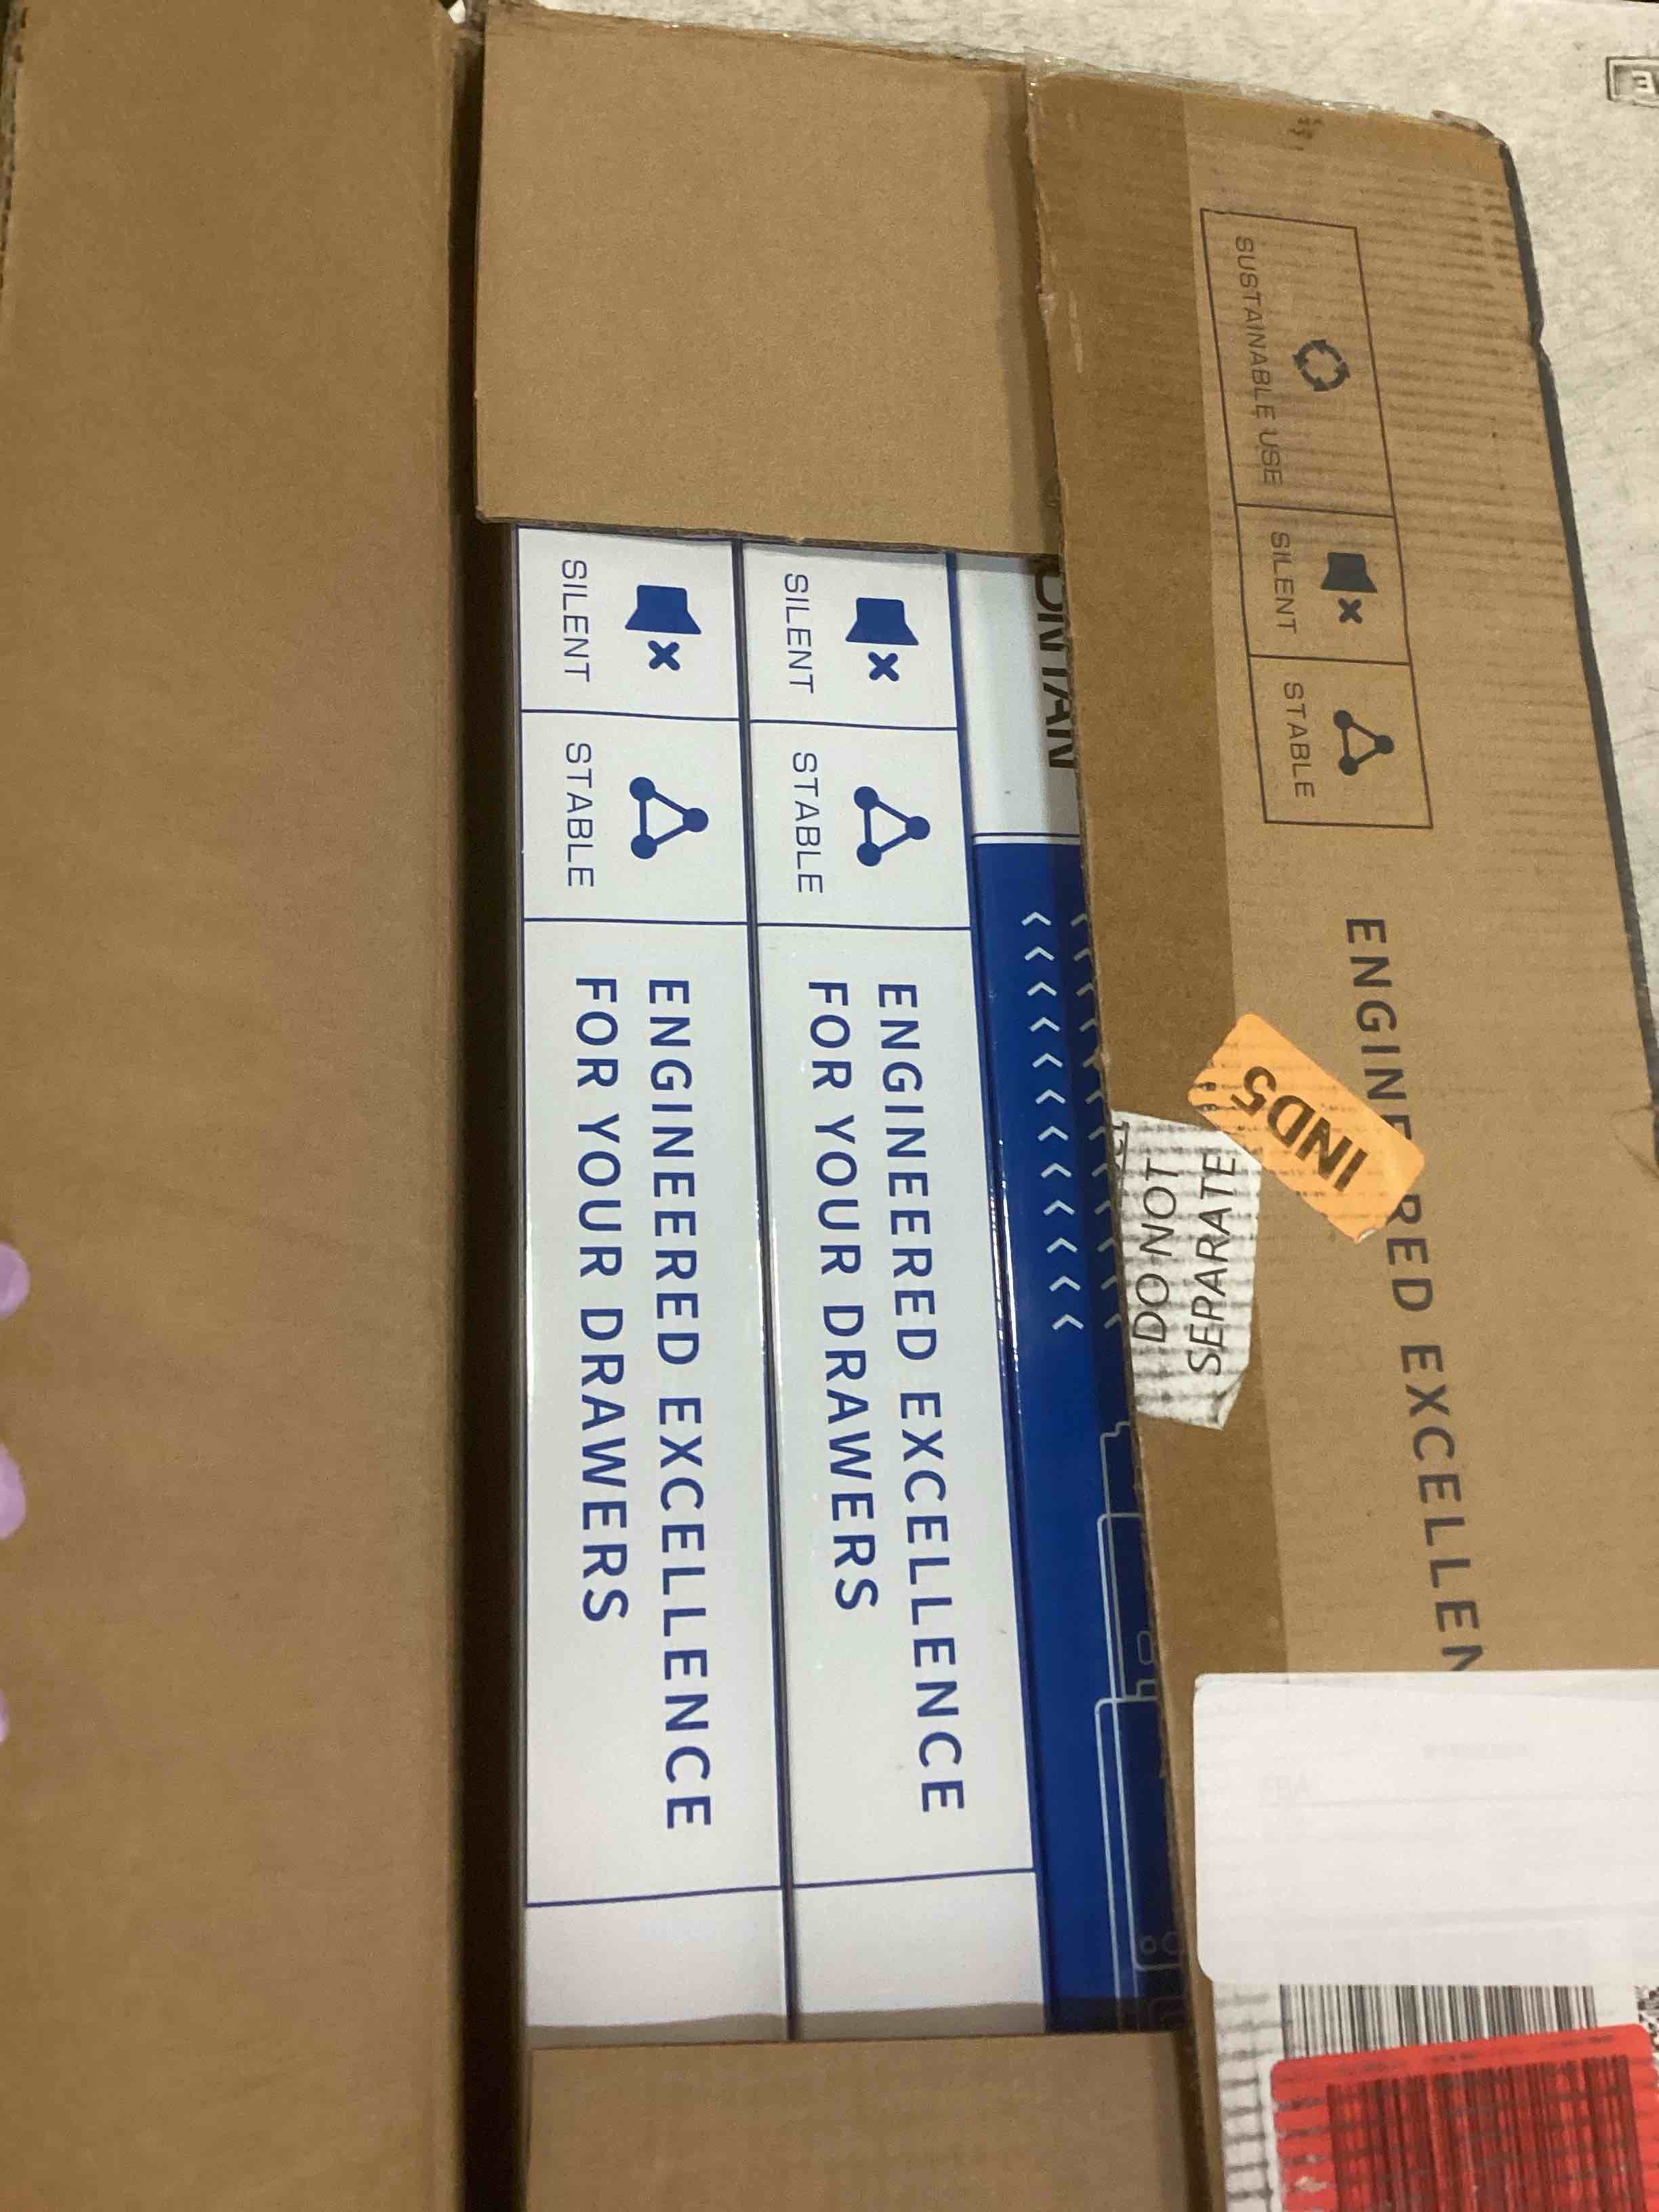 SUSTAINABLE USE
SILENT
STABLE
ENGINEERED EXCELLEN
IND5
DO NOT
SEPARATE
SILENT
STABLE
ENGINEERED EXCELLENCE
FOR YOUR DRAWERS
SILENT
STABLE
ENGINEERED EXCELLENCE
FOR YOUR DRAWERS